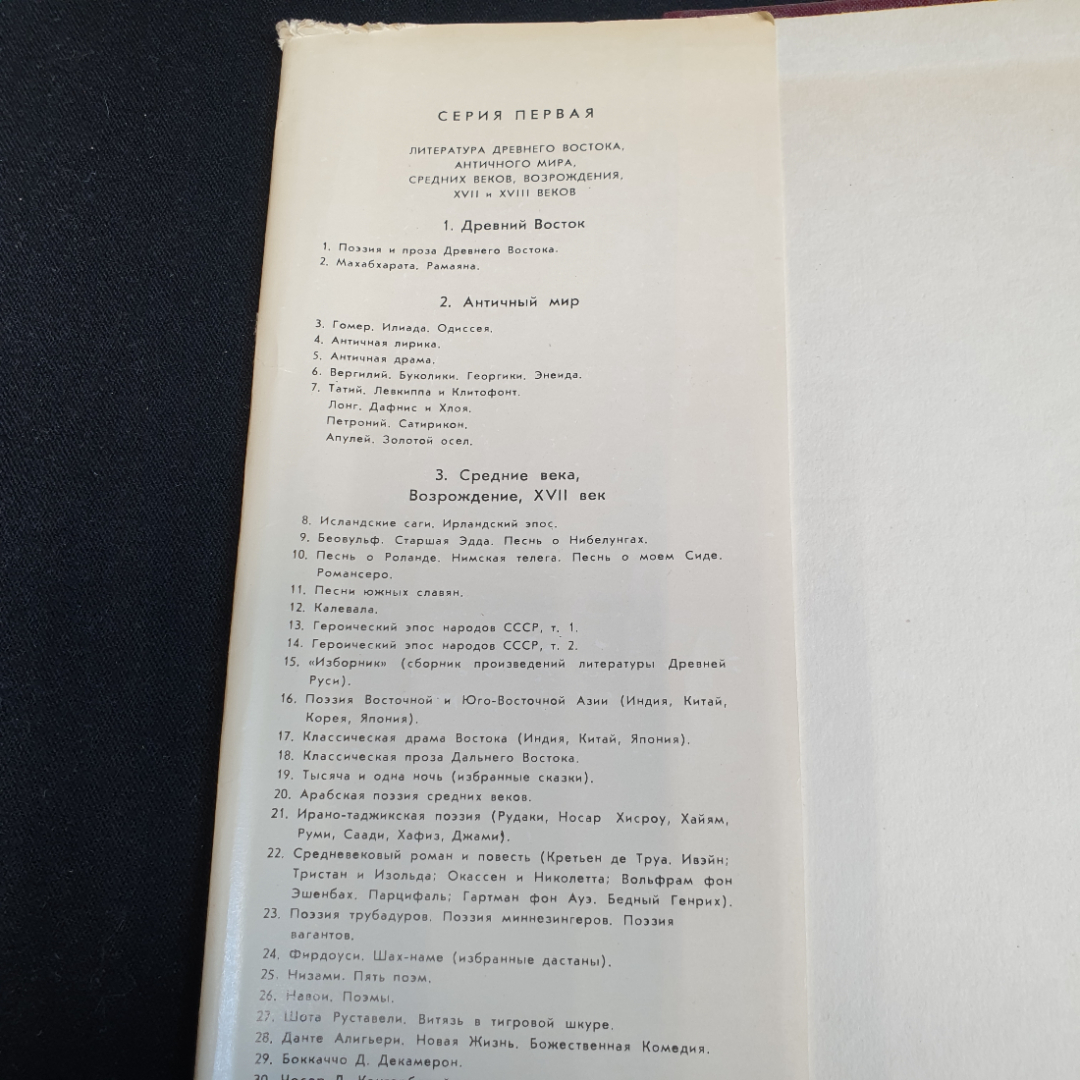 СЕРИЯ ПЕРВАЯ
ЛИТЕРАТУРА ДРЕВНЕГО ВОСТОКА,
АНТИЧНОГО МИРА,
СРЕДНИХ ВЕКОВ, ВОЗРОЖДЕНИЯ,
XVII и XVIII ВЕКОВ
1. Древний Восток
1. Поэзия и проза Древнего Востока.
2. Махабхарата. Рамаяна.
2. Античный мир
3. Гомер. Илиада. Одиссея.
4. Античная лирика.
5. Античная драма.
6. Вергилий. Буколики. Георгики. Энеида.
7. Татий. Левкиппа и Клитофонт.
Лонг. Дафнис и Хлоя.
Петроний. Сатирикон.
Апулей. Золотой осел.
3. Средние века,
Возрождение, XVII век
8. Исландские саги. Ирландский эпос.
9. Беовульф. Старшая Эдда. Песнь о Нибелунгах.
10. Песнь о Роланде. Нимская телега. Песнь о моем Сиде.
Романсеро.
11. Песни южных славян.
12. Калевала.
13. Героический эпос народов СССР, т. 1.
14. Героический эпос народов СССР, т. 2.
15. «Изборник» (сборник произведений литературы Древней
Руси).
16. Поэзия Восточной и Юго-Восточной Азии (Индия, Китай,
Корея, Япония).
17. Классическая драма Востока (Индия, Китай, Япония).
18. Классическая проза Дальнего Востока.
19. Тысяча и одна ночь (избранные сказки).
20. Арабская поэзия средних веков.
21. Ирано-таджикская поэзия (Рудаки, Носар Хисроу, Хайям,
Руми, Саади, Хафиз, Джами).
22. Средневековый роман и повесть (Кретьен де Труа. Ивэйн;
Тристан и Изольда; Окассен и Николетта; Вольфрам фон
Эшенбах. Парцифаль; Гартман фон Ауэ. Бедный Генрих).
23. Поэзия трубадуров. Поэзия миннезингеров. Поэзия
вагантов.
24. Фирдоуси. Шах-наме (избранные дастаны).
25. Низами. Пять поэм.
26. Навои. Поэмы.
27. Шота Руставели. Витязь в тигровой шкуре.
28. Данте Алигьери. Новая Жизнь. Божественная Комедия.
29. Боккаччо Д. Декамерон.